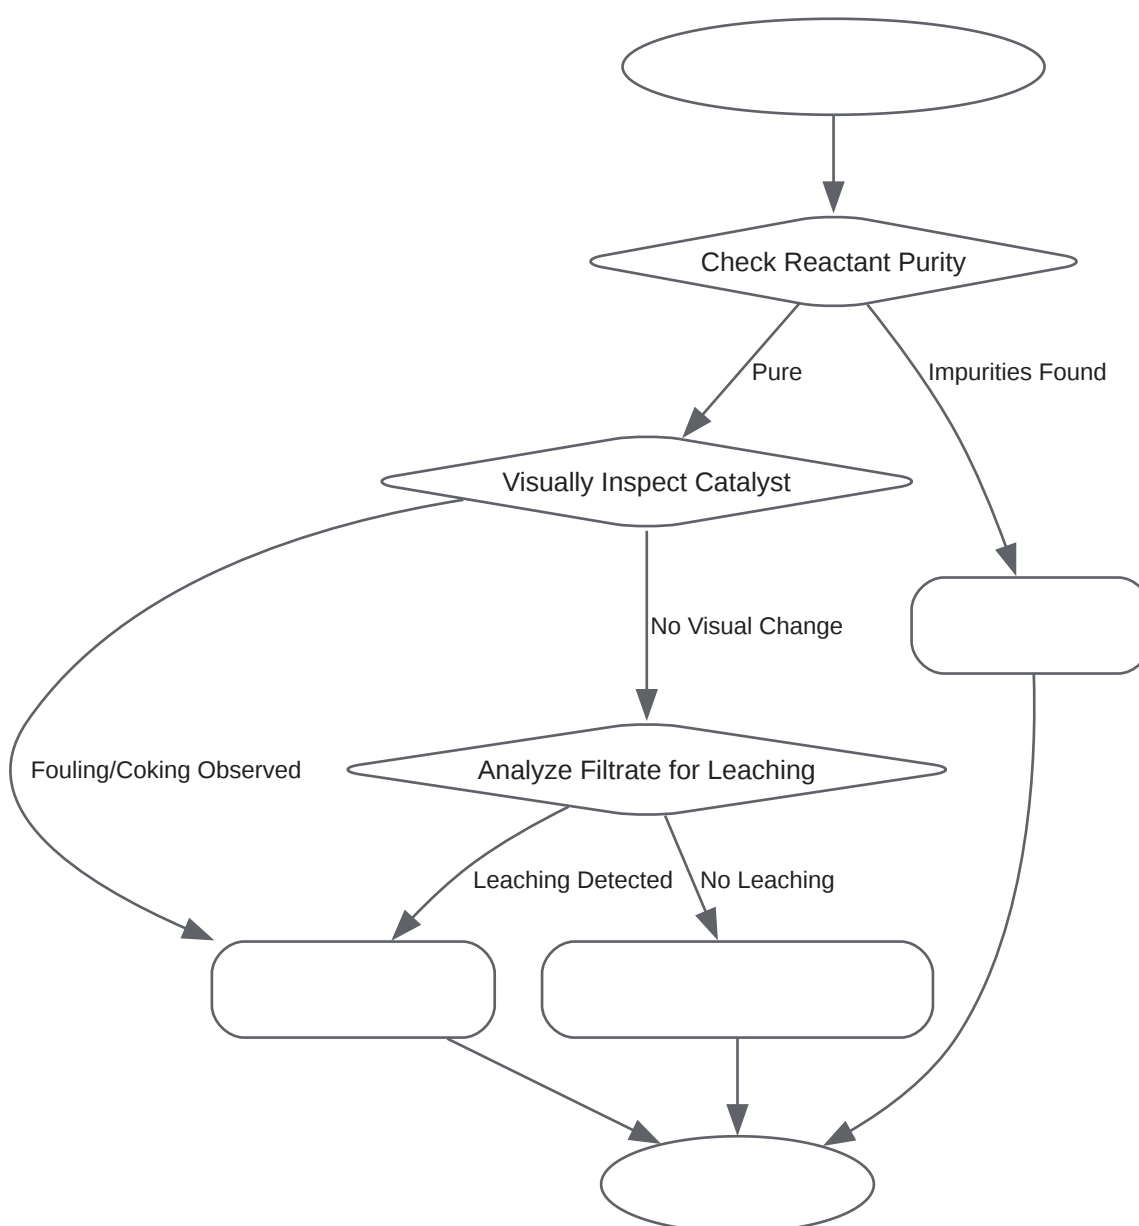 Check Reactant Purity
Pure
Impurities Found
Visually Inspect Catalyst
No Visual Change
Fouling/Coking Observed
Analyze Filtrate for Leaching
Leaching Detected
No Leaching